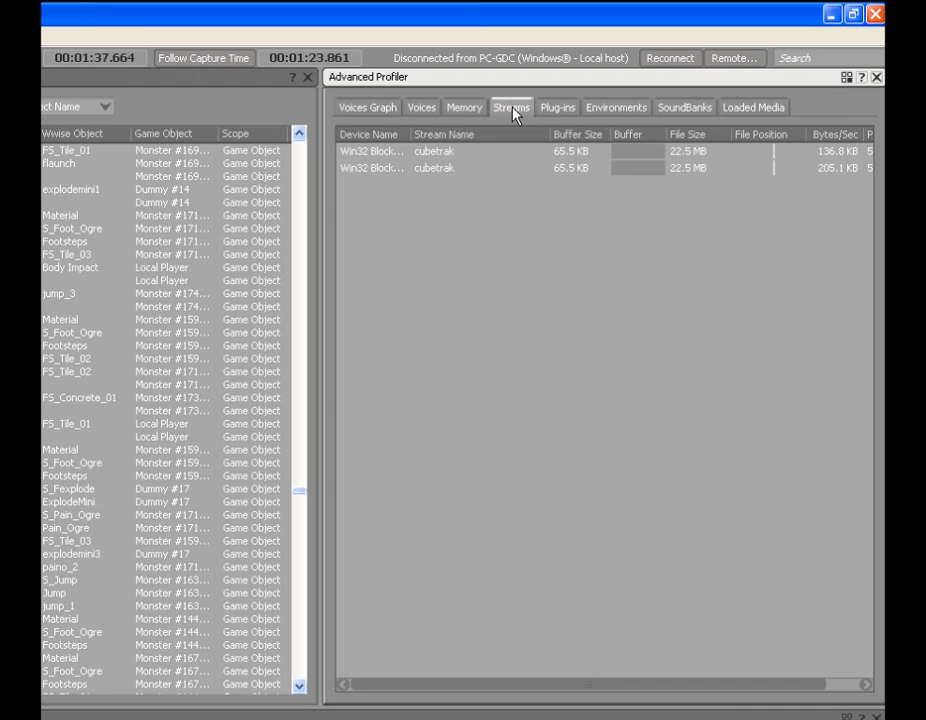 00:01:37.664 Follow Capture Time 00:01:23.861 Disconnected from PC-GDC (Windows® - Local host) Reconnect Remote... Search
? Advanced Profiler ?
ect Name
Voices Graph Voices Memory Streams Plug-ins Environments SoundBanks Loaded Media
Wwise Object Game Object Scope
Device Name Stream Name Buffer Size Buffer File Size File Position Bytes/Sec P
Win32 Block... cubetrak 65.5 KB 22.5 MB 136.8 KB 5
Win32 Block... cubetrak 65.5 KB 22.5 MB 205.1 KB 5
FS_Tile_01 Monster #169... Game Object
flaunch Monster #169... Game Object
Monster #169... Game Object
explodemini1 Dummy #14 Game Object
Dummy #14 Game Object
Material Monster #171... Game Object
S_Foot_Ogre Monster #171... Game Object
Footsteps Monster #171... Game Object
FS_Tile_03 Monster #171... Game Object
Body Impact Local Player Game Object
Local Player Game Object
jump_3 Monster #174... Game Object
Monster #174... Game Object
Material Monster #159... Game Object
S_Foot_Ogre Monster #159... Game Object
Footsteps Monster #159... Game Object
FS_Tile_02 Monster #159... Game Object
FS_Tile_02 Monster #171... Game Object
Monster #171... Game Object
FS_Concrete_01 Monster #173... Game Object
Monster #173... Game Object
FS_Tile_01 Local Player Game Object
Local Player Game Object
Material Monster #159... Game Object
S_Foot_Ogre Monster #159... Game Object
Footsteps Monster #159... Game Object
S_Fexplode Dummy #17 Game Object
ExplodeMini Dummy #17 Game Object
S_Pain_Ogre Monster #171... Game Object
Pain_Ogre Monster #171... Game Object
FS_Tile_03 Monster #159... Game Object
explodemini3 Dummy #17 Game Object
paino_2 Monster #171... Game Object
S_Jump Monster #163... Game Object
Jump Monster #163... Game Object
jump_1 Monster #163... Game Object
Material Monster #144... Game Object
S_Foot_Ogre Monster #144... Game Object
Footsteps Monster #144... Game Object
Material Monster #167... Game Object
S_Foot_Ogre Monster #167... Game Object
Footsteps Monster #167... Game Object